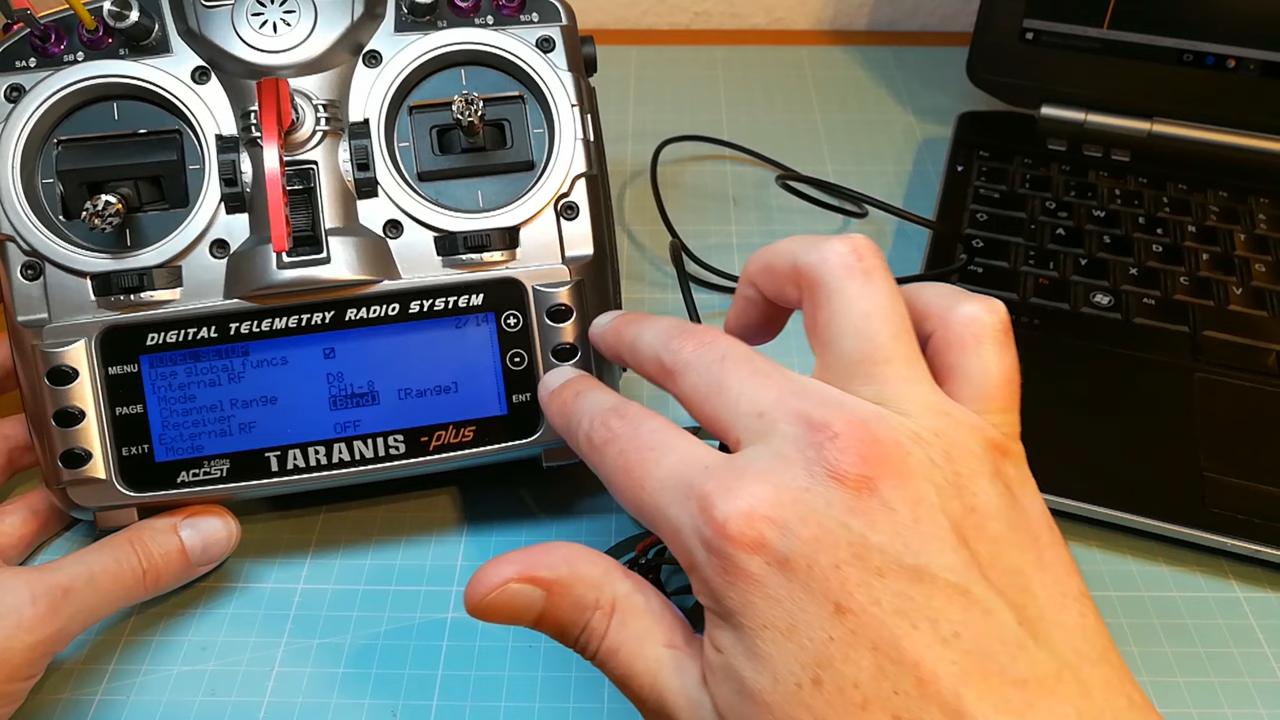 SA SB S1
S2 SC SD
DIGITAL TELEMETRY RADIO SYSTEM
MENU
PAGE
EXIT
MODEL SETUP 2/14
Use global funcs
Internal RF
Mode D8
Channel Range CH1-8
Receiver [Bind] [Range]
External RF
Mode OFF
+
-
ENT
ACCST 2.4GHz
TARANIS -plus